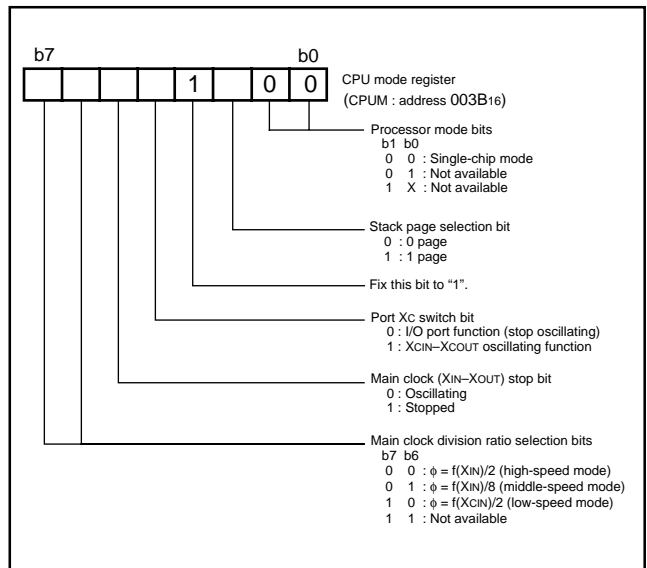 b7 b0
1 0 0
CPU mode register
(CPUM : address 003B16)
Processor mode bits
b1 b0
0 0 : Single-chip mode
0 1 : Not available
1 X : Not available
Stack page selection bit
0 : 0 page
1 : 1 page
Fix this bit to “1”.
Port XC switch bit
0 : I/O port function (stop oscillating)
1 : XCIN–XCOUT oscillating function
Main clock (XIN–XOUT) stop bit
0 : Oscillating
1 : Stopped
Main clock division ratio selection bits
b7 b6
0 0 : φ = f(XIN)/2 (high-speed mode)
0 1 : φ = f(XIN)/8 (middle-speed mode)
1 0 : φ = f(XCIN)/2 (low-speed mode)
1 1 : Not available